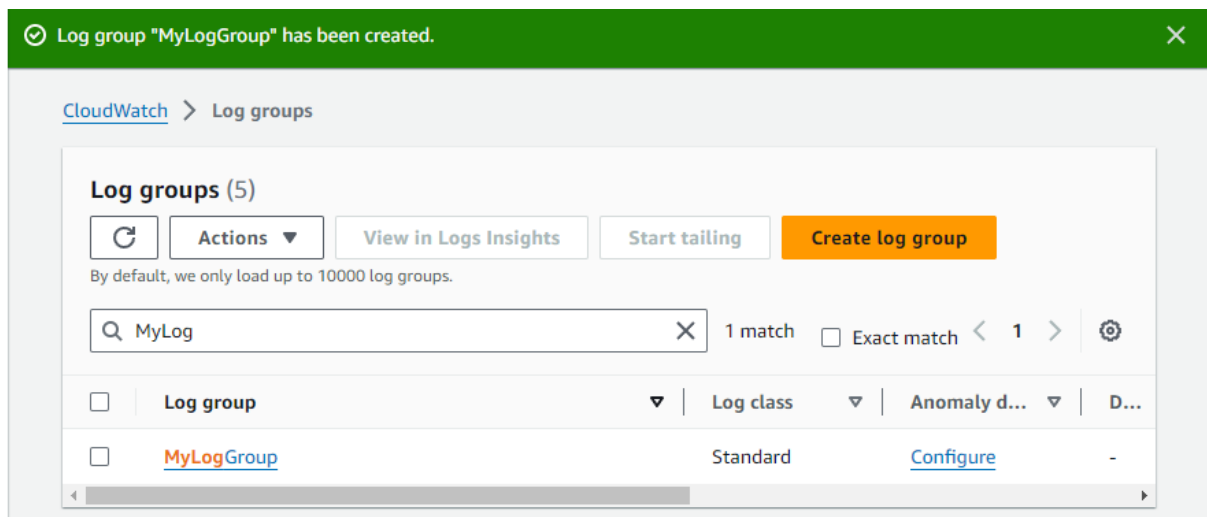 Log group "MyLogGroup" has been created.
CloudWatch > Log groups
Log groups (5)
Actions View in Logs Insights Start tailing Create log group
By default, we only load up to 10000 log groups.
MyLog 1 match Exact match 1
Log group Log class Anomaly d... D...
MyLogGroup Standard Configure -